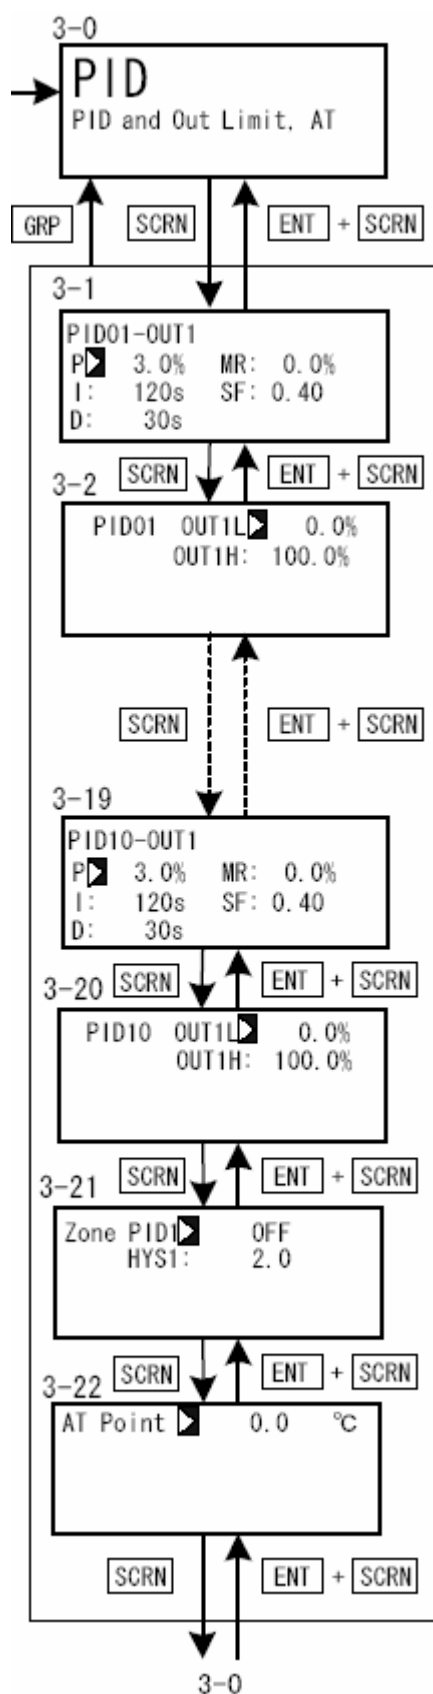 3-0
PID
PID and Out Limit, AT
GRP SCRN ENT + SCRN
3-1
PID01-OUT1
P 3.0% MR: 0.0%
I: 120s SF: 0.40
D: 30s
SCRN ENT + SCRN
3-2
PID01 OUT1L 0.0%
OUT1H: 100.0%
SCRN ENT + SCRN
3-19
PID10-OUT1
P 3.0% MR: 0.0%
I: 120s SF: 0.40
D: 30s
SCRN ENT + SCRN
3-20
PID10 OUT1L 0.0%
OUT1H: 100.0%
SCRN ENT + SCRN
3-21
Zone PID1 OFF
HYS1: 2.0
SCRN ENT + SCRN
3-22
AT Point 0.0 ℃
SCRN ENT + SCRN
3-0